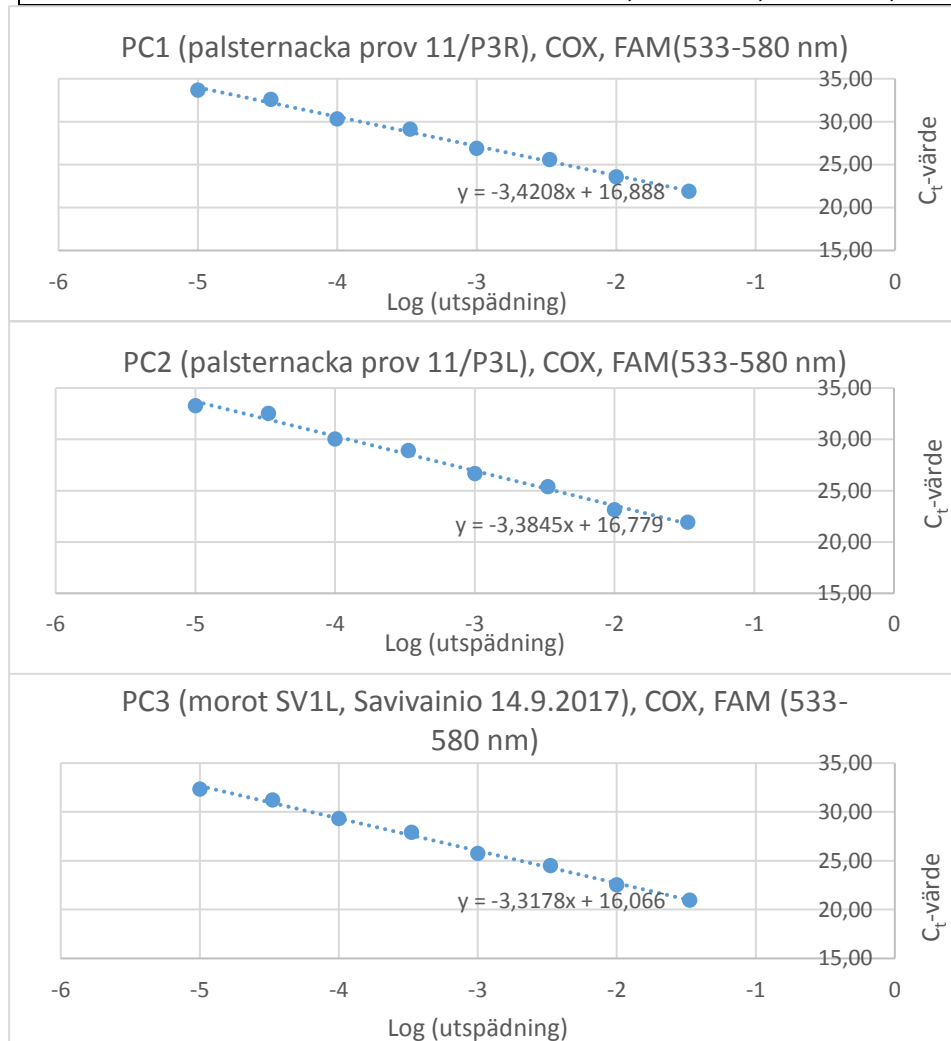 PC1 (palsternacka prov 11/P3R), COX, FAM(533-580 nm)
35,00
30,00
25,00
20,00
15,00
Ct-värde
y = -3,4208x + 16,888
-6 -5 -4 -3 -2 -1 0
Log (utspädning)
PC2 (palsternacka prov 11/P3L), COX, FAM(533-580 nm)
35,00
30,00
25,00
20,00
15,00
Ct-värde
y = -3,3845x + 16,779
-6 -5 -4 -3 -2 -1 0
Log (utspädning)
PC3 (morot SV1L, Savivainio 14.9.2017), COX, FAM (533-
580 nm)
35,00
30,00
25,00
20,00
15,00
Ct-värde
y = -3,3178x + 16,066
-6 -5 -4 -3 -2 -1 0
Log (utspädning)